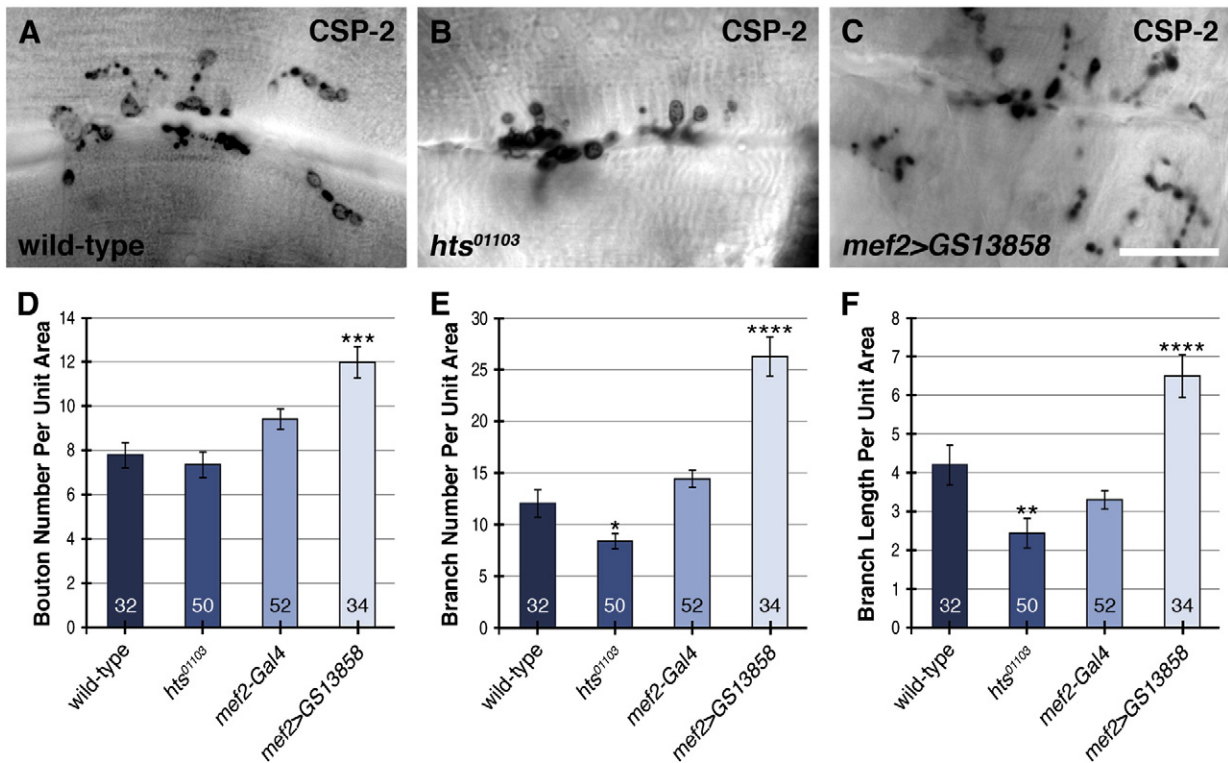 A CSP-2
wild-type
B CSP-2
hts01103
C CSP-2
mef2>GS13858
D
Bouton Number Per Unit Area
14
12
10
8
6
4
2
0
***
32 50 52 34
wild-type
hts01103
mef2-Gal4
mef2>GS13858
E
Branch Number Per Unit Area
30
25
20
15
10
5
0
*
****
32 50 52 34
wild-type
hts01103
mef2-Gal4
mef2>GS13858
F
Branch Length Per Unit Area
8
7
6
5
4
3
2
1
0
**
****
32 50 52 34
wild-type
hts01103
mef2-Gal4
mef2>GS13858